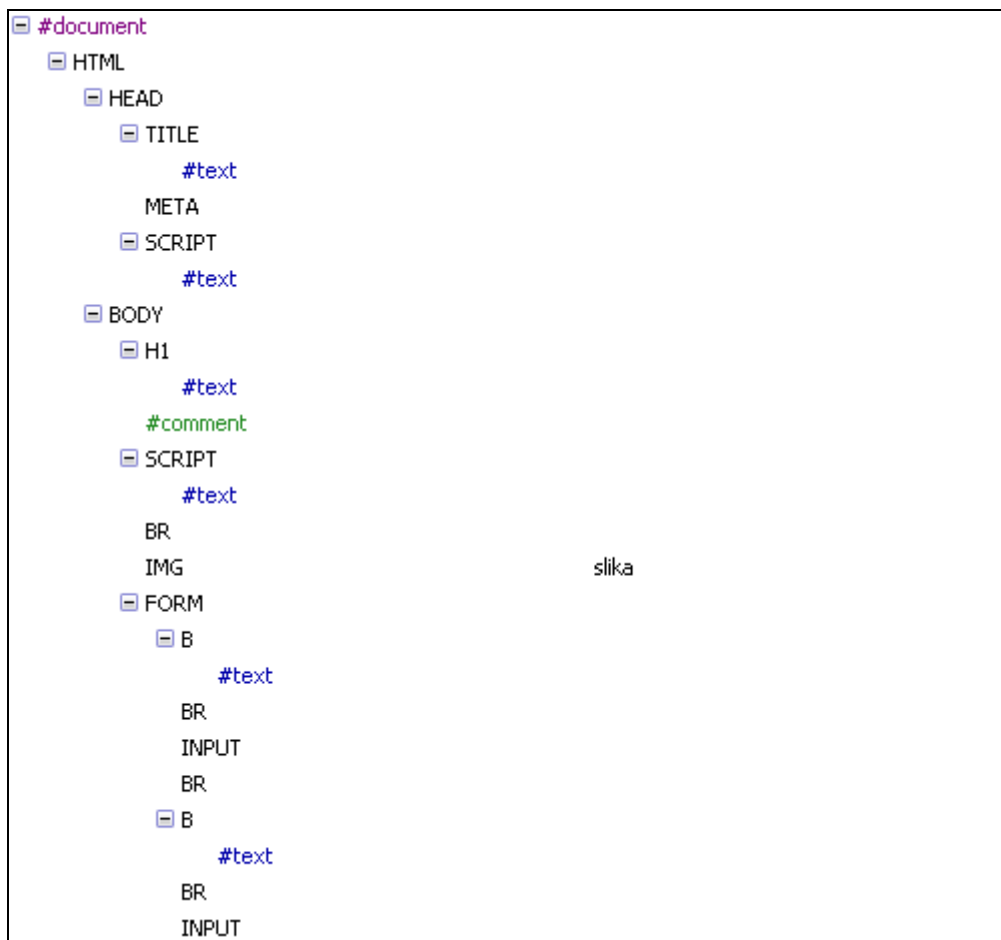 #document
HTML
HEAD
TITLE
#text
META
SCRIPT
#text
BODY
H1
#text
#comment
SCRIPT
#text
BR
IMG slika
FORM
B
#text
BR
INPUT
BR
B
#text
BR
INPUT